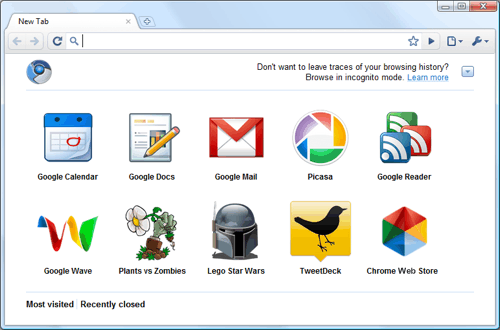 New Tab
Don't want to leave traces of your browsing history?
Browse in incognito mode. Learn more
Google Calendar
Google Docs
Google Mail
Picasa
Google Reader
Google Wave
Plants vs Zombies
Lego Star Wars
TweetDeck
Chrome Web Store
Most visited
Recently closed